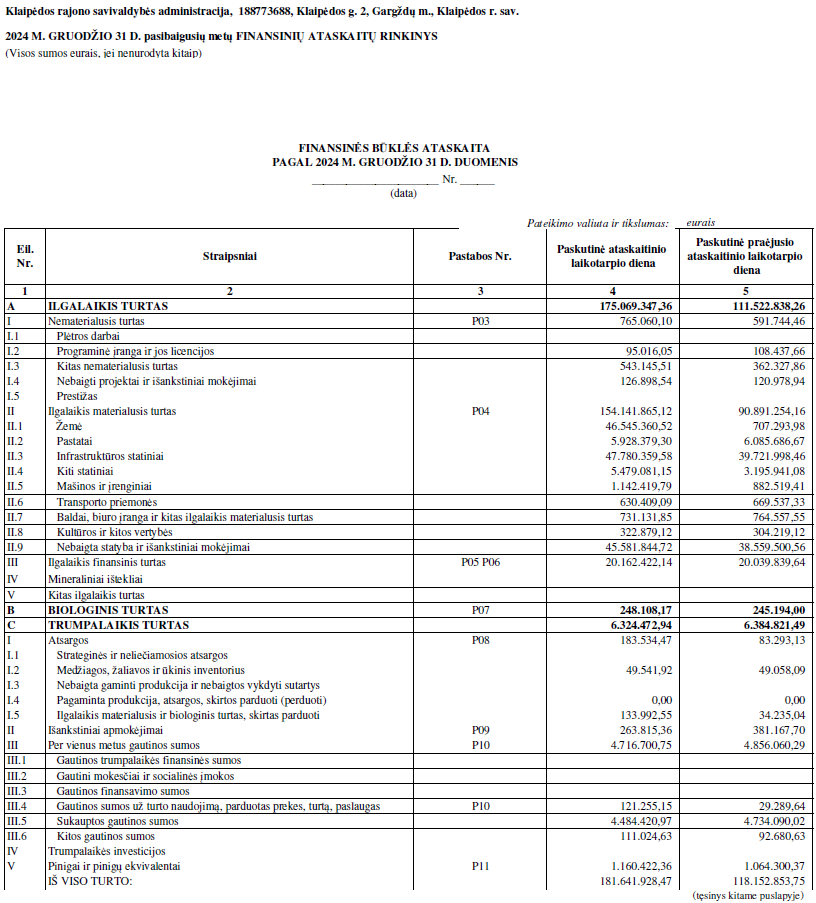 Klaipėdos rajono savivaldybės administracija, 188773688, Klaipėdos g. 2, Gargždų m., Klaipėdos r. sav.
2024 M. GRUODŽIO 31 D. pasibaigusių metų FINANSINIŲ ATASKAITŲ RINKINYS
(Visos sumos eurais, jei nenurodyta kitaip)
FINANSINĖS BŪKLĖS ATASKAITA
PAGAL 2024 M. GRUODŽIO 31 D. DUOMENIS
______________________ Nr. ______
(data)
Pateikimo valiuta ir tikslumas: eurais
Eil. Nr. Straipsniai Pastabos Nr. Paskutinė ataskaitinio laikotarpio diena Paskutinė praėjusio ataskaitinio laikotarpio diena
1 2 3 4 5
A ILGALAIKIS TURTAS 175.069.347,36 111.522.838,26
I Nematerialusis turtas P03 765.060,10 591.744,46
I.1 Plėtros darbai
I.2 Programinė įranga ir jos licencijos 95.016,05 108.437,66
I.3 Kitas nematerialusis turtas 543.145,51 362.327,86
I.4 Nebaigti projektai ir išankstiniai mokėjimai 126.898,54 120.978,94
I.5 Prestižas
II Ilgalaikis materialusis turtas P04 154.141.865,12 90.891.254,16
II.1 Žemė 46.545.360,52 707.293,98
II.2 Pastatai 5.928.379,30 6.085.686,67
II.3 Infrastruktūros statiniai 47.780.359,58 39.721.998,46
II.4 Kiti statiniai 5.479.081,15 3.195.941,08
II.5 Mašinos ir įrenginiai 1.142.419,79 882.519,41
II.6 Transporto priemonės 630.409,09 669.537,33
II.7 Baldai, biuro įranga ir kitas ilgalaikis materialusis turtas 731.131,85 764.557,55
II.8 Kultūros ir kitos vertybės 322.879,12 304.219,12
II.9 Nebaigta statyba ir išankstiniai mokėjimai 45.581.844,72 38.559.500,56
III Ilgalaikis finansinis turtas P05 P06 20.162.422,14 20.039.839,64
IV Mineraliniai ištekliai
V Kitas ilgalaikis turtas
B BIOLOGINIS TURTAS P07 248.108,17 245.194,00
C TRUMPALAIKIS TURTAS 6.324.472,94 6.384.821,49
I Atsargos P08 183.534,47 83.293,13
I.1 Strateginės ir neliečiamosios atsargos
I.2 Medžiagos, žaliavos ir ūkinis inventorius 49.541,92 49.058,09
I.3 Nebaigta gaminti produkcija ir nebaigtos vykdyti sutartys
I.4 Pagaminta produkcija, atsargos, skirtos parduoti (perduoti) 0,00 0,00
I.5 Ilgalaikis materialusis ir biologinis turtas, skirtas parduoti 133.992,55 34.235,04
II Išankstiniai apmokėjimai P09 263.815,36 381.167,70
III Per vienus metus gautinos sumos P10 4.716.700,75 4.856.060,29
III.1 Gautinos trumpalaikės finansinės sumos
III.2 Gautini mokesčiai ir socialinės įmokos
III.3 Gautinos finansavimo sumos
III.4 Gautinos sumos už turto naudojimą, parduotas prekes, turtą, paslaugas P10 121.255,15 29.289,64
III.5 Sukauptos gautinos sumos 4.484.420,97 4.734.090,02
III.6 Kitos gautinos sumos 111.024,63 92.680,63
IV Trumpalaikės investicijos
V Pinigai ir pinigų ekvivalentai P11 1.160.422,36 1.064.300,37
IŠ VISO TURTO: 181.641.928,47 118.152.853,75
(tęsinys kitame puslapyje)